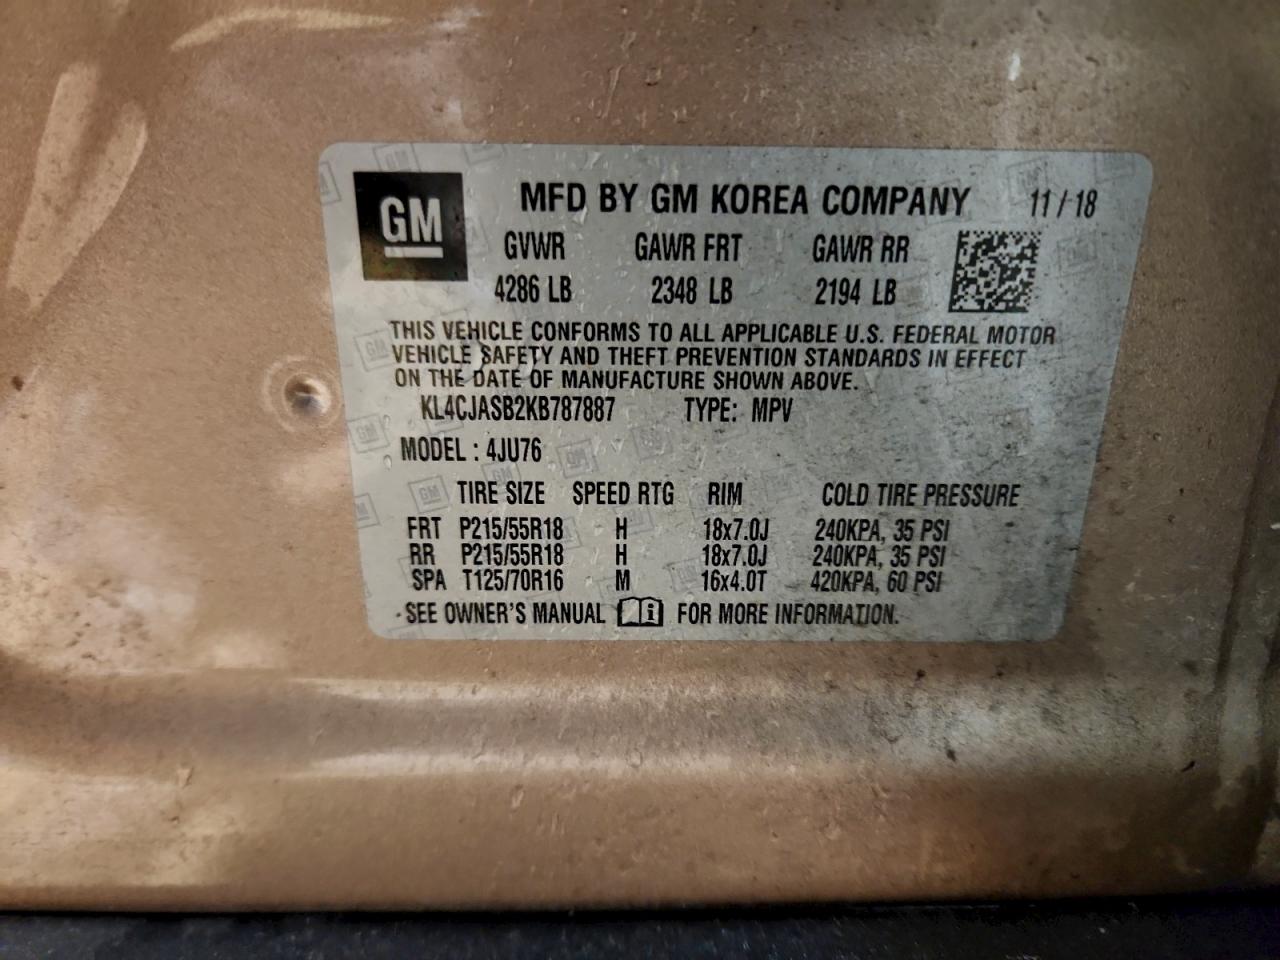 GM
MFD BY GM KOREA COMPANY 11/18
GVWR GAWR FRT GAWR RR
4286 LB 2348 LB 2194 LB
THIS VEHICLE CONFORMS TO ALL APPLICABLE U.S. FEDERAL MOTOR
VEHICLE SAFETY AND THEFT PREVENTION STANDARDS IN EFFECT
ON THE DATE OF MANUFACTURE SHOWN ABOVE.
KL4CJASB2KB787887 TYPE: MPV
MODEL : 4JU76
TIRE SIZE SPEED RTG RIM COLD TIRE PRESSURE
FRT P215/55R18 H 18x7.0J 240KPA, 35 PSI
RR P215/55R18 H 18x7.0J 240KPA, 35 PSI
SPA T125/70R16 M 16x4.0T 420KPA, 60 PSI
SEE OWNER'S MANUAL FOR MORE INFORMATION.